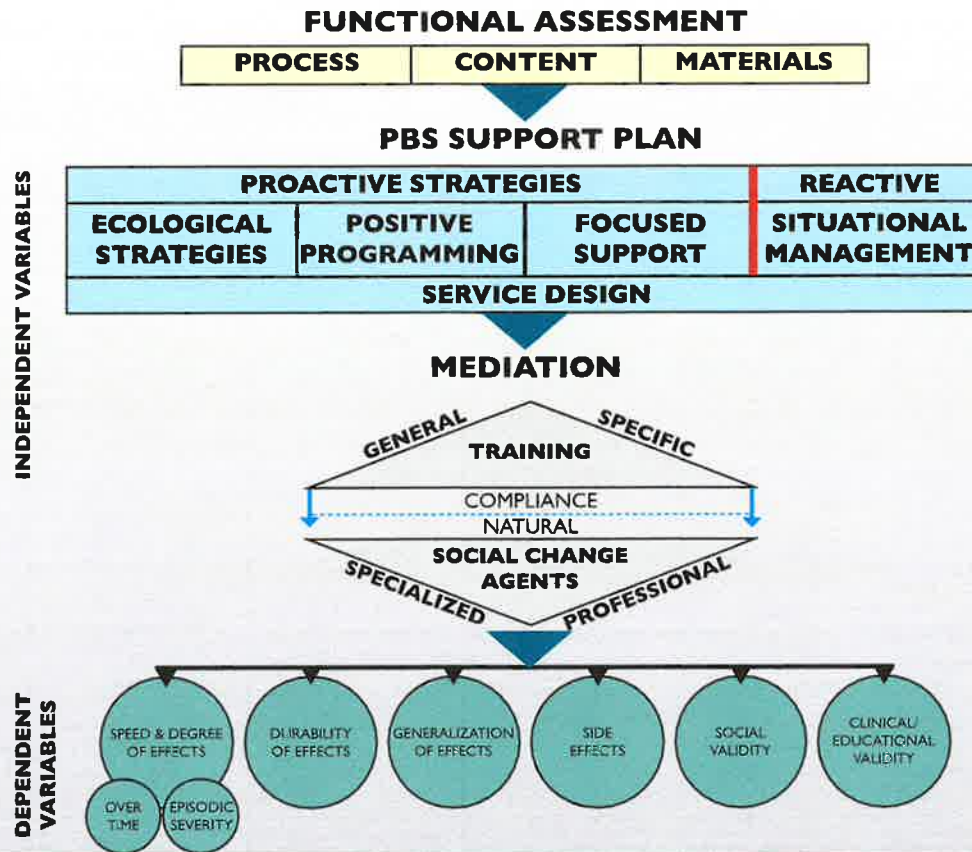 FUNCTIONAL ASSESSMENT
PROCESS CONTENT MATERIALS
PBS SUPPORT PLAN
INDEPENDENT VARIABLES
PROACTIVE STRATEGIES REACTIVE
ECOLOGICAL STRATEGIES
POSITIVE PROGRAMMING
FOCUSED SUPPORT
SITUATIONAL MANAGEMENT
SERVICE DESIGN
MEDIATION
GENERAL SPECIFIC
TRAINING
COMPLIANCE
NATURAL
SOCIAL CHANGE
AGENTS
SPECIALIZED PROFESSIONAL
DEPENDENT
VARIABLES
SPEED & DEGREE
OF EFFECTS
OVER
TIME
EPISODIC
SEVERITY
DURABILITY
OF EFFECTS
GENERALIZATION
OF EFFECTS
SIDE
EFFECTS
SOCIAL
VALIDITY
CLINICAL/
EDUCATIONAL
VALIDITY